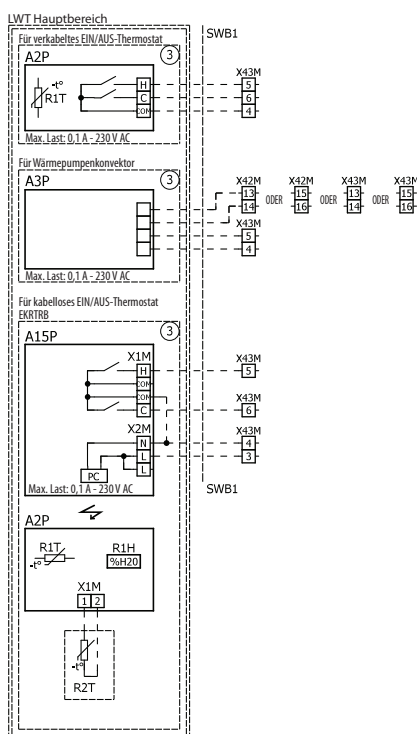 LWT Hauptbereich
SWB1
Für verkabeltes EIN/AUS-Thermostat
A2P
3
-t°
R1T
H
C
COM
X43M
5
6
4
Max. Last: 0,1 A - 230 V AC
Für Wärmepumpenkonvektor
A3P
3
X42M
13
14
ODER
X42M
15
16
ODER
X43M
13
14
ODER
X43M
15
16
X43M
5
4
Max. Last: 0,1 A - 230 V AC
Für kabelloses EIN/AUS-Thermostat
EKRTRB
3
A15P
X1M
H
COM
COM
C
X43M
5
X43M
6
X2M
N
L
L
X43M
4
3
PC
Max. Last: 0,1 A - 230 V AC
SWB1
A2P
R1T
-t°
R1H
%H20
X1M
1 2
-t°
R2T